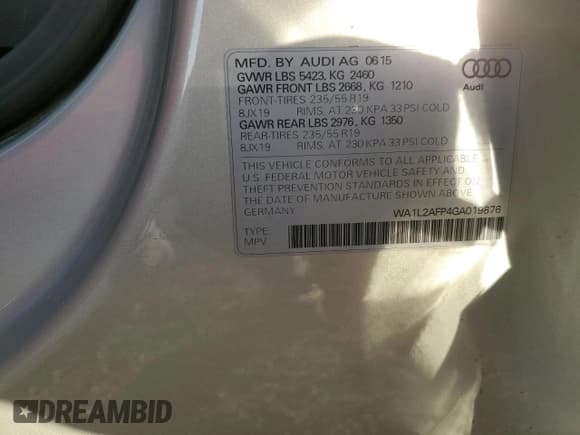 MFD. BY AUDI AG 06 15
GVWR LBS 5423, KG 2460
GAWR FRONT LBS 2668, KG 1210
FRONT-TIRES 235/55 R19
8JX19 RIMS, AT 230 KPA 33 PSI COLD
GAWR REAR LBS 2976, KG 1350
REAR-TIRES 235/55 R19
8JX19 RIMS, AT 230 KPA 33 PSI COLD
THIS VEHICLE CONFORMS TO ALL APPLICABLE
U.S. FEDERAL MOTOR VEHICLE SAFETY AND
THEFT PREVENTION STANDARDS IN EFFECT ON
THE DATE OF MANUFACTURE SHOWN ABOVE.
GERMANY WA1L2AFP4GA019876
TYPE:
MPV
Audi
DREAMBID